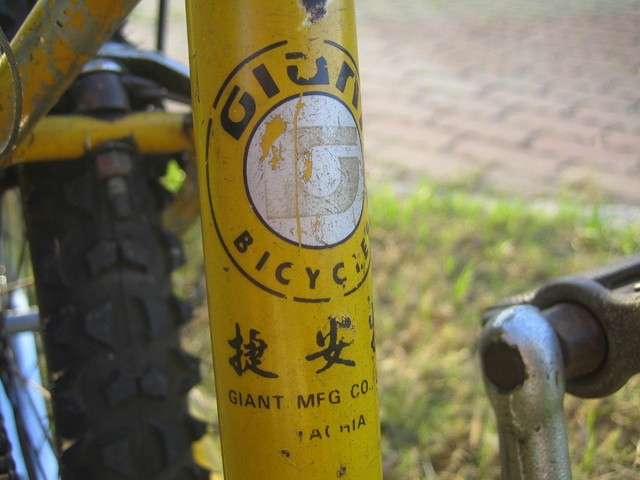 GIANT
BICYCLES
捷安
GIANT MFG CO.